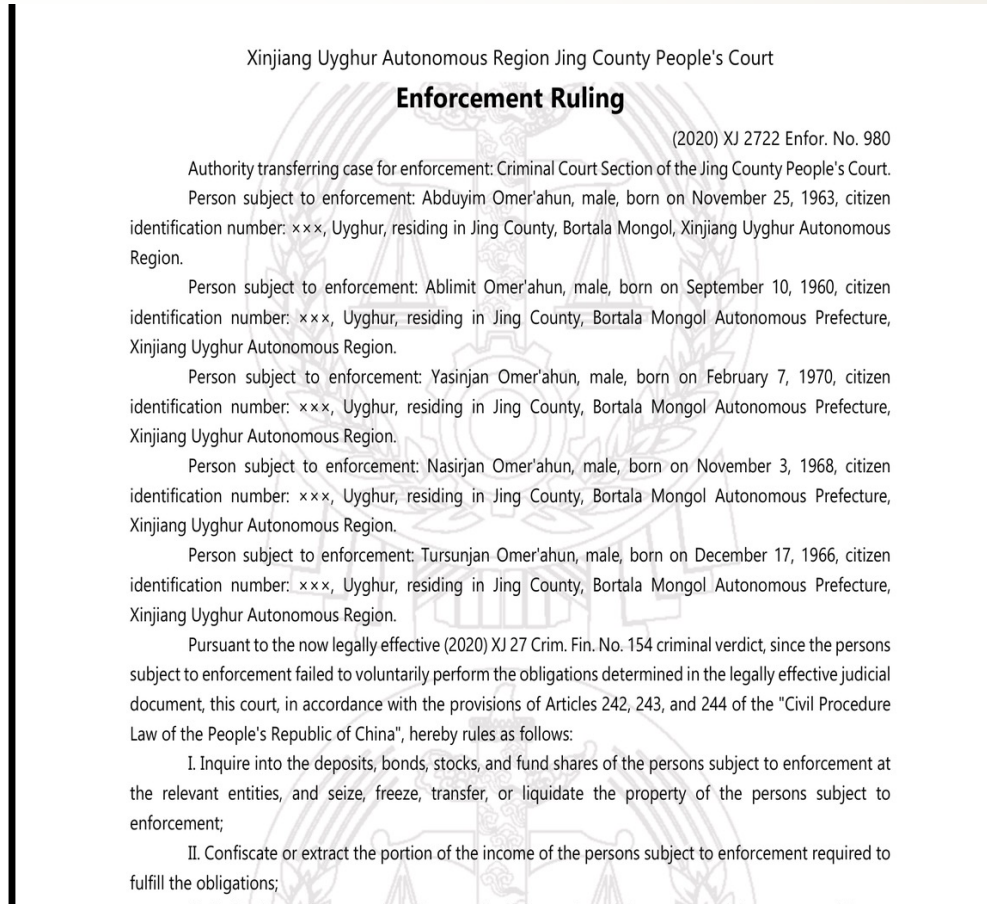 Xinjiang Uyghur Autonomous Region Jing County People's Court
Enforcement Ruling
(2020) XJ 2722 Enfor. No. 980
Authority transferring case for enforcement: Criminal Court Section of the Jing County People's Court.
Person subject to enforcement: Abduyim Omer'ahun, male, born on November 25, 1963, citizen
identification number: ×××, Uyghur, residing in Jing County, Bortala Mongol, Xinjiang Uyghur Autonomous
Region.
Person subject to enforcement: Ablimit Omer'ahun, male, born on September 10, 1960, citizen
identification number: ×××, Uyghur, residing in Jing County, Bortala Mongol Autonomous Prefecture,
Xinjiang Uyghur Autonomous Region.
Person subject to enforcement: Yasinjan Omer'ahun, male, born on February 7, 1970, citizen
identification number: ×××, Uyghur, residing in Jing County, Bortala Mongol Autonomous Prefecture,
Xinjiang Uyghur Autonomous Region.
Person subject to enforcement: Nasirjan Omer'ahun, male, born on November 3, 1968, citizen
identification number: ×××, Uyghur, residing in Jing County, Bortala Mongol Autonomous Prefecture,
Xinjiang Uyghur Autonomous Region.
Person subject to enforcement: Tursunjan Omer'ahun, male, born on December 17, 1966, citizen
identification number: ×××, Uyghur, residing in Jing County, Bortala Mongol Autonomous Prefecture,
Xinjiang Uyghur Autonomous Region.
Pursuant to the now legally effective (2020) XJ 27 Crim. Fin. No. 154 criminal verdict, since the persons
subject to enforcement failed to voluntarily perform the obligations determined in the legally effective judicial
document, this court, in accordance with the provisions of Articles 242, 243, and 244 of the "Civil Procedure
Law of the People's Republic of China", hereby rules as follows:
I. Inquire into the deposits, bonds, stocks, and fund shares of the persons subject to enforcement at
the relevant entities, and seize, freeze, transfer, or liquidate the property of the persons subject to
enforcement;
II. Confiscate or extract the portion of the income of the persons subject to enforcement required to
fulfill the obligations;